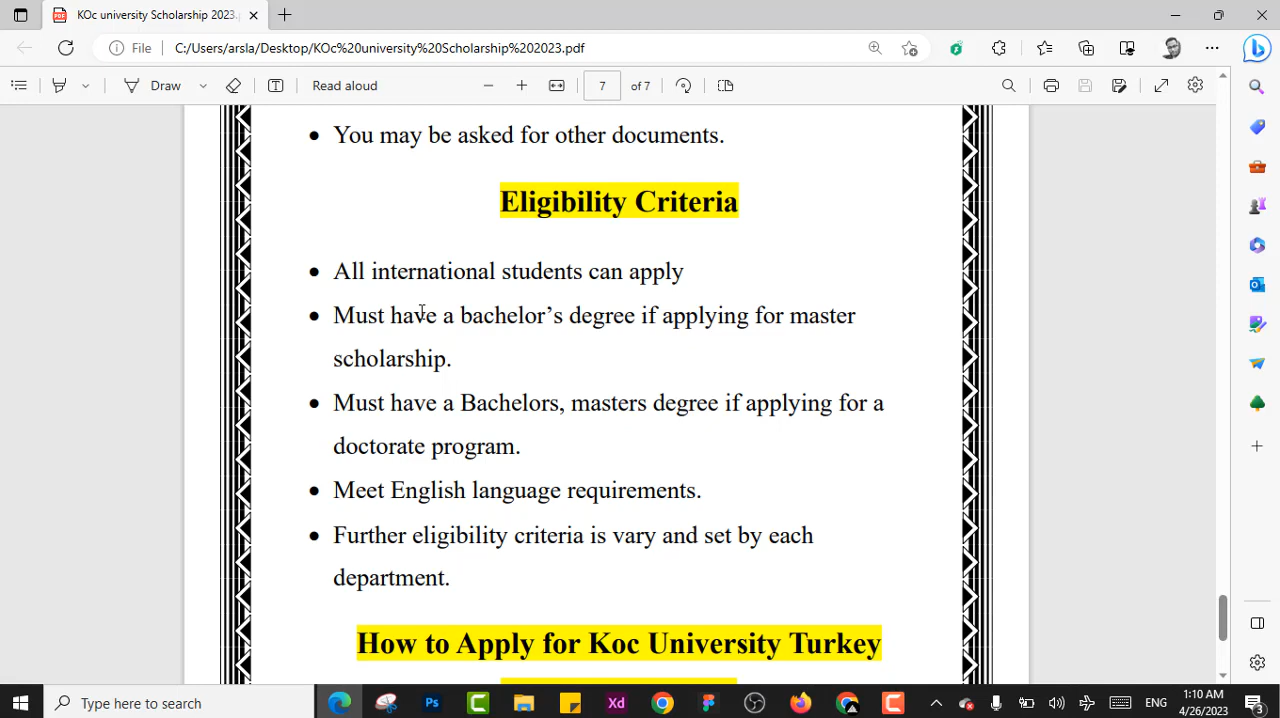 KOc university Scholarship 2023.
File
C:/Users/arsla/Desktop/KOc%20university%20Scholarship%202023.pdf
Draw
Read aloud
7 of 7
• You may be asked for other documents.
Eligibility Criteria
• All international students can apply
• Must have a bachelor’s degree if applying for master
scholarship.
• Must have a Bachelors, masters degree if applying for a
doctorate program.
• Meet English language requirements.
• Further eligibility criteria is vary and set by each
department.
How to Apply for Koc University Turkey
Type here to search
Ps
Xd
ENG
1:10 AM
4/26/2023
3